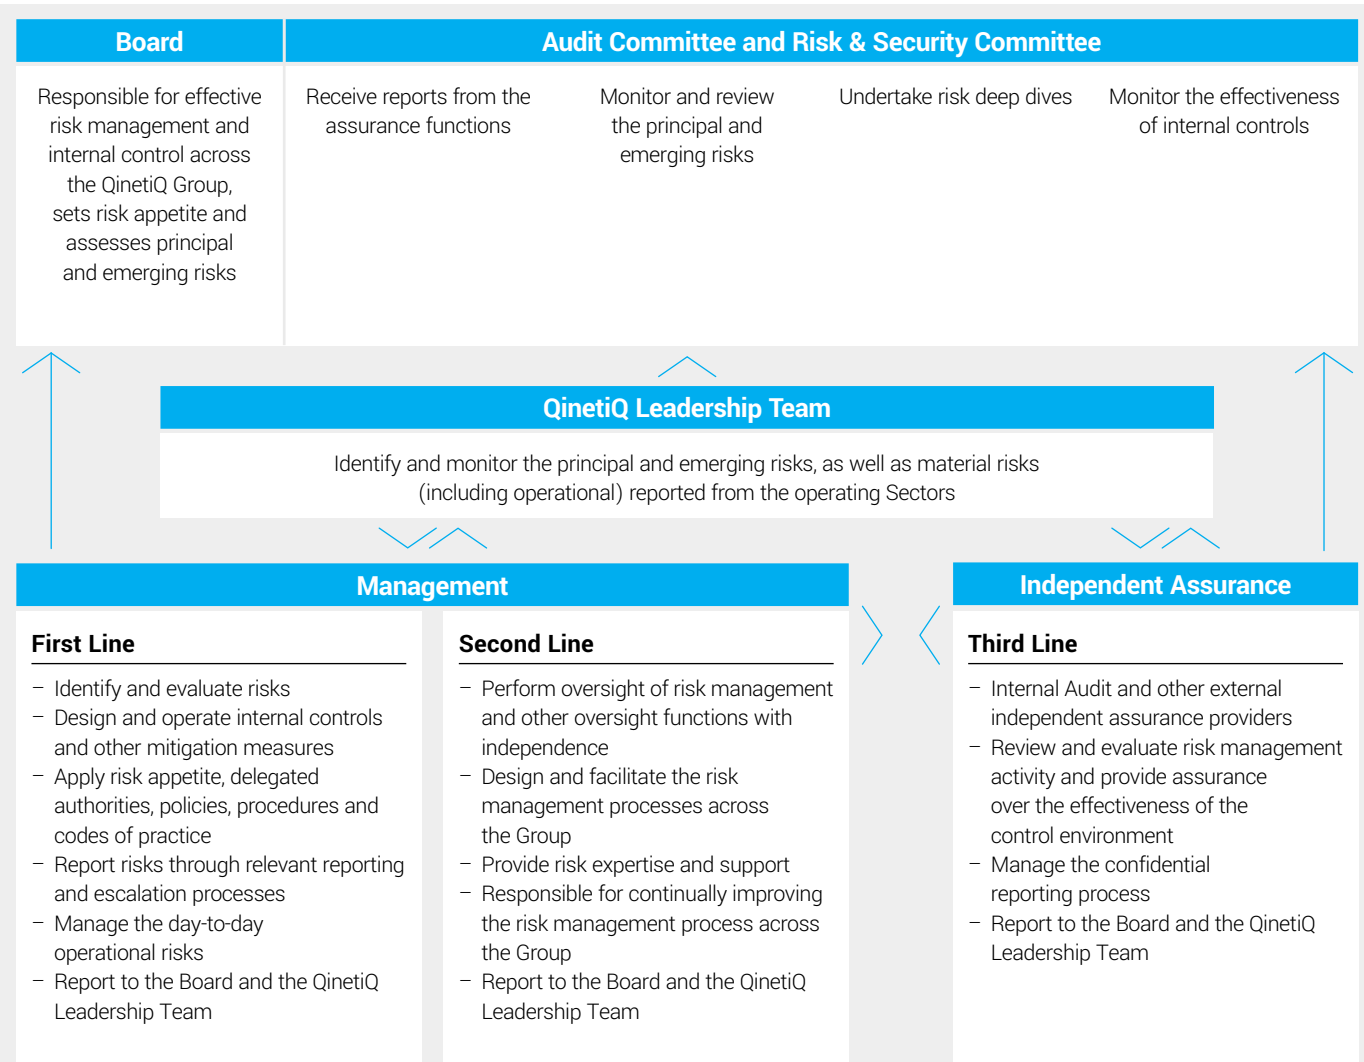 Board
Responsible for effective
risk management and
internal control across
the QinetiQ Group,
sets risk appetite and
assesses principal
and emerging risks
Audit Committee and Risk & Security Committee
Receive reports from the
assurance functions
Monitor and review
the principal and
emerging risks
Undertake risk deep dives
Monitor the effectiveness
of internal controls
QinetiQ Leadership Team
Identify and monitor the principal and emerging risks, as well as material risks
(including operational) reported from the operating Sectors
Management
First Line
– Identify and evaluate risks
– Design and operate internal controls
and other mitigation measures
– Apply risk appetite, delegated
authorities, policies, procedures and
codes of practice
– Report risks through relevant reporting
and escalation processes
– Manage the day-to-day
operational risks
– Report to the Board and the QinetiQ
Leadership Team
Second Line
– Perform oversight of risk management
and other oversight functions with
independence
– Design and facilitate the risk
management processes across
the Group
– Provide risk expertise and support
– Responsible for continually improving
the risk management process across
the Group
– Report to the Board and the QinetiQ
Leadership Team
Independent Assurance
Third Line
– Internal Audit and other external
independent assurance providers
– Review and evaluate risk management
activity and provide assurance
over the effectiveness of the
control environment
– Manage the confidential
reporting process
– Report to the Board and the QinetiQ
Leadership Team